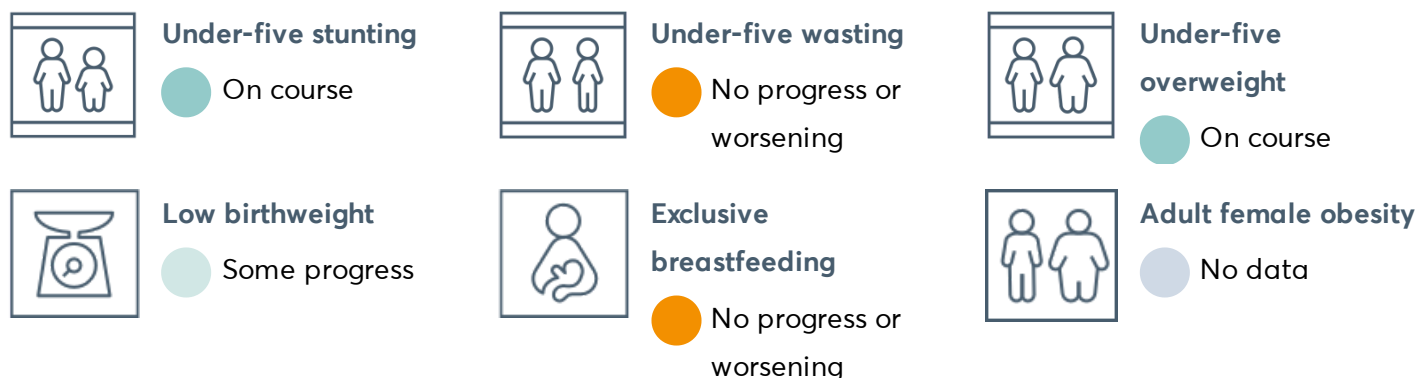 Under-five stunting
On course
Under-five wasting
No progress or
worsening
Under-five
overweight
On course
Low birthweight
Some progress
Exclusive
breastfeeding
No progress or
worsening
Adult female obesity
No data